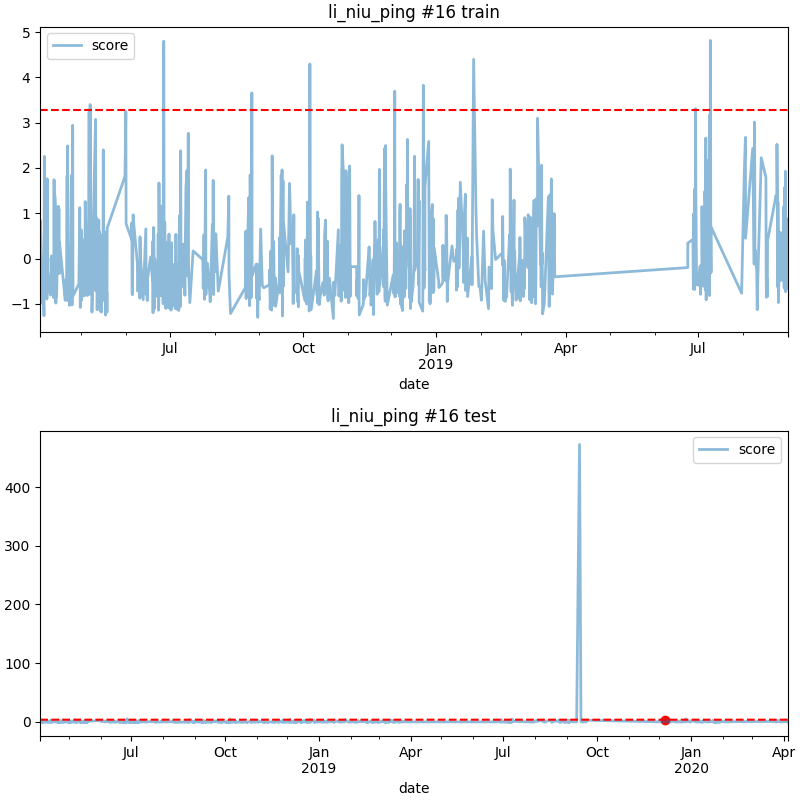 li_niu_ping #16 train
score
5
4
3
2
1
0
−1
Jul Oct Jan Apr Jul
2019
date
li_niu_ping #16 test
score
400
300
200
100
0
Jul Oct Jan Apr Jul Oct Jan Apr
2019 2020
date